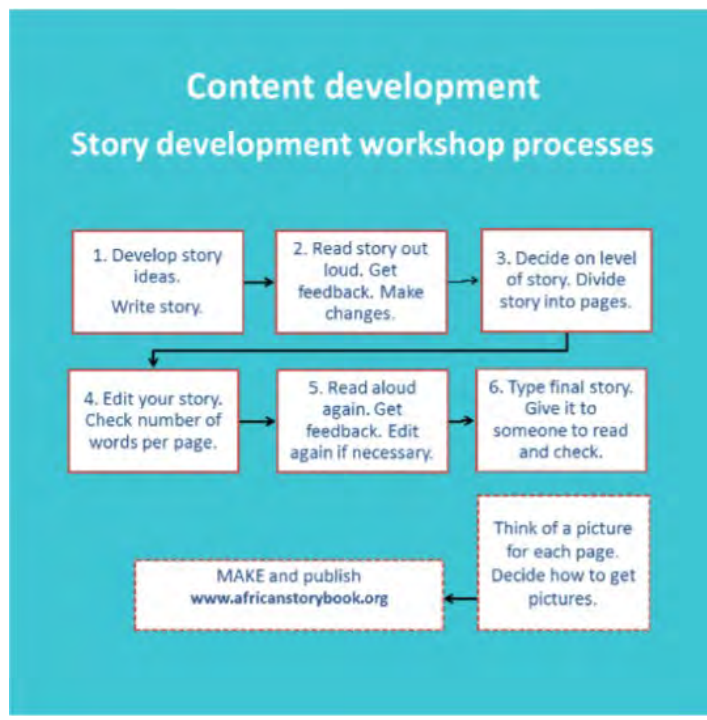 Content development
Story development workshop processes
1. Develop story
ideas.
Write story.
2. Read story out
loud. Get
feedback. Make
changes.
3. Decide on level
of story. Divide
story into pages.
4. Edit your story.
Check number of
words per page.
5. Read aloud
again. Get
feedback. Edit
again if necessary.
6. Type final story.
Give it to
someone to read
and check.
Think of a picture
for each page.
Decide how to get
pictures.
MAKE and publish
www.africanstorybook.org